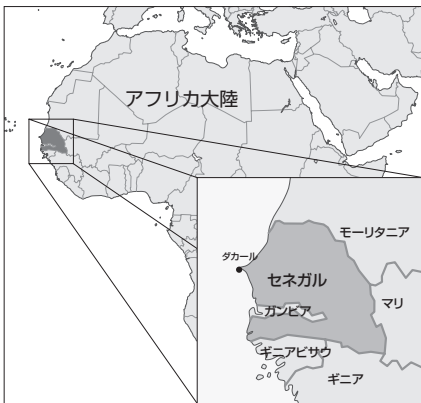 アフリカ大陸
モーリタニア
ダカール
セネガル
マリ
ガンビア
ギニアビサウ
ギニア